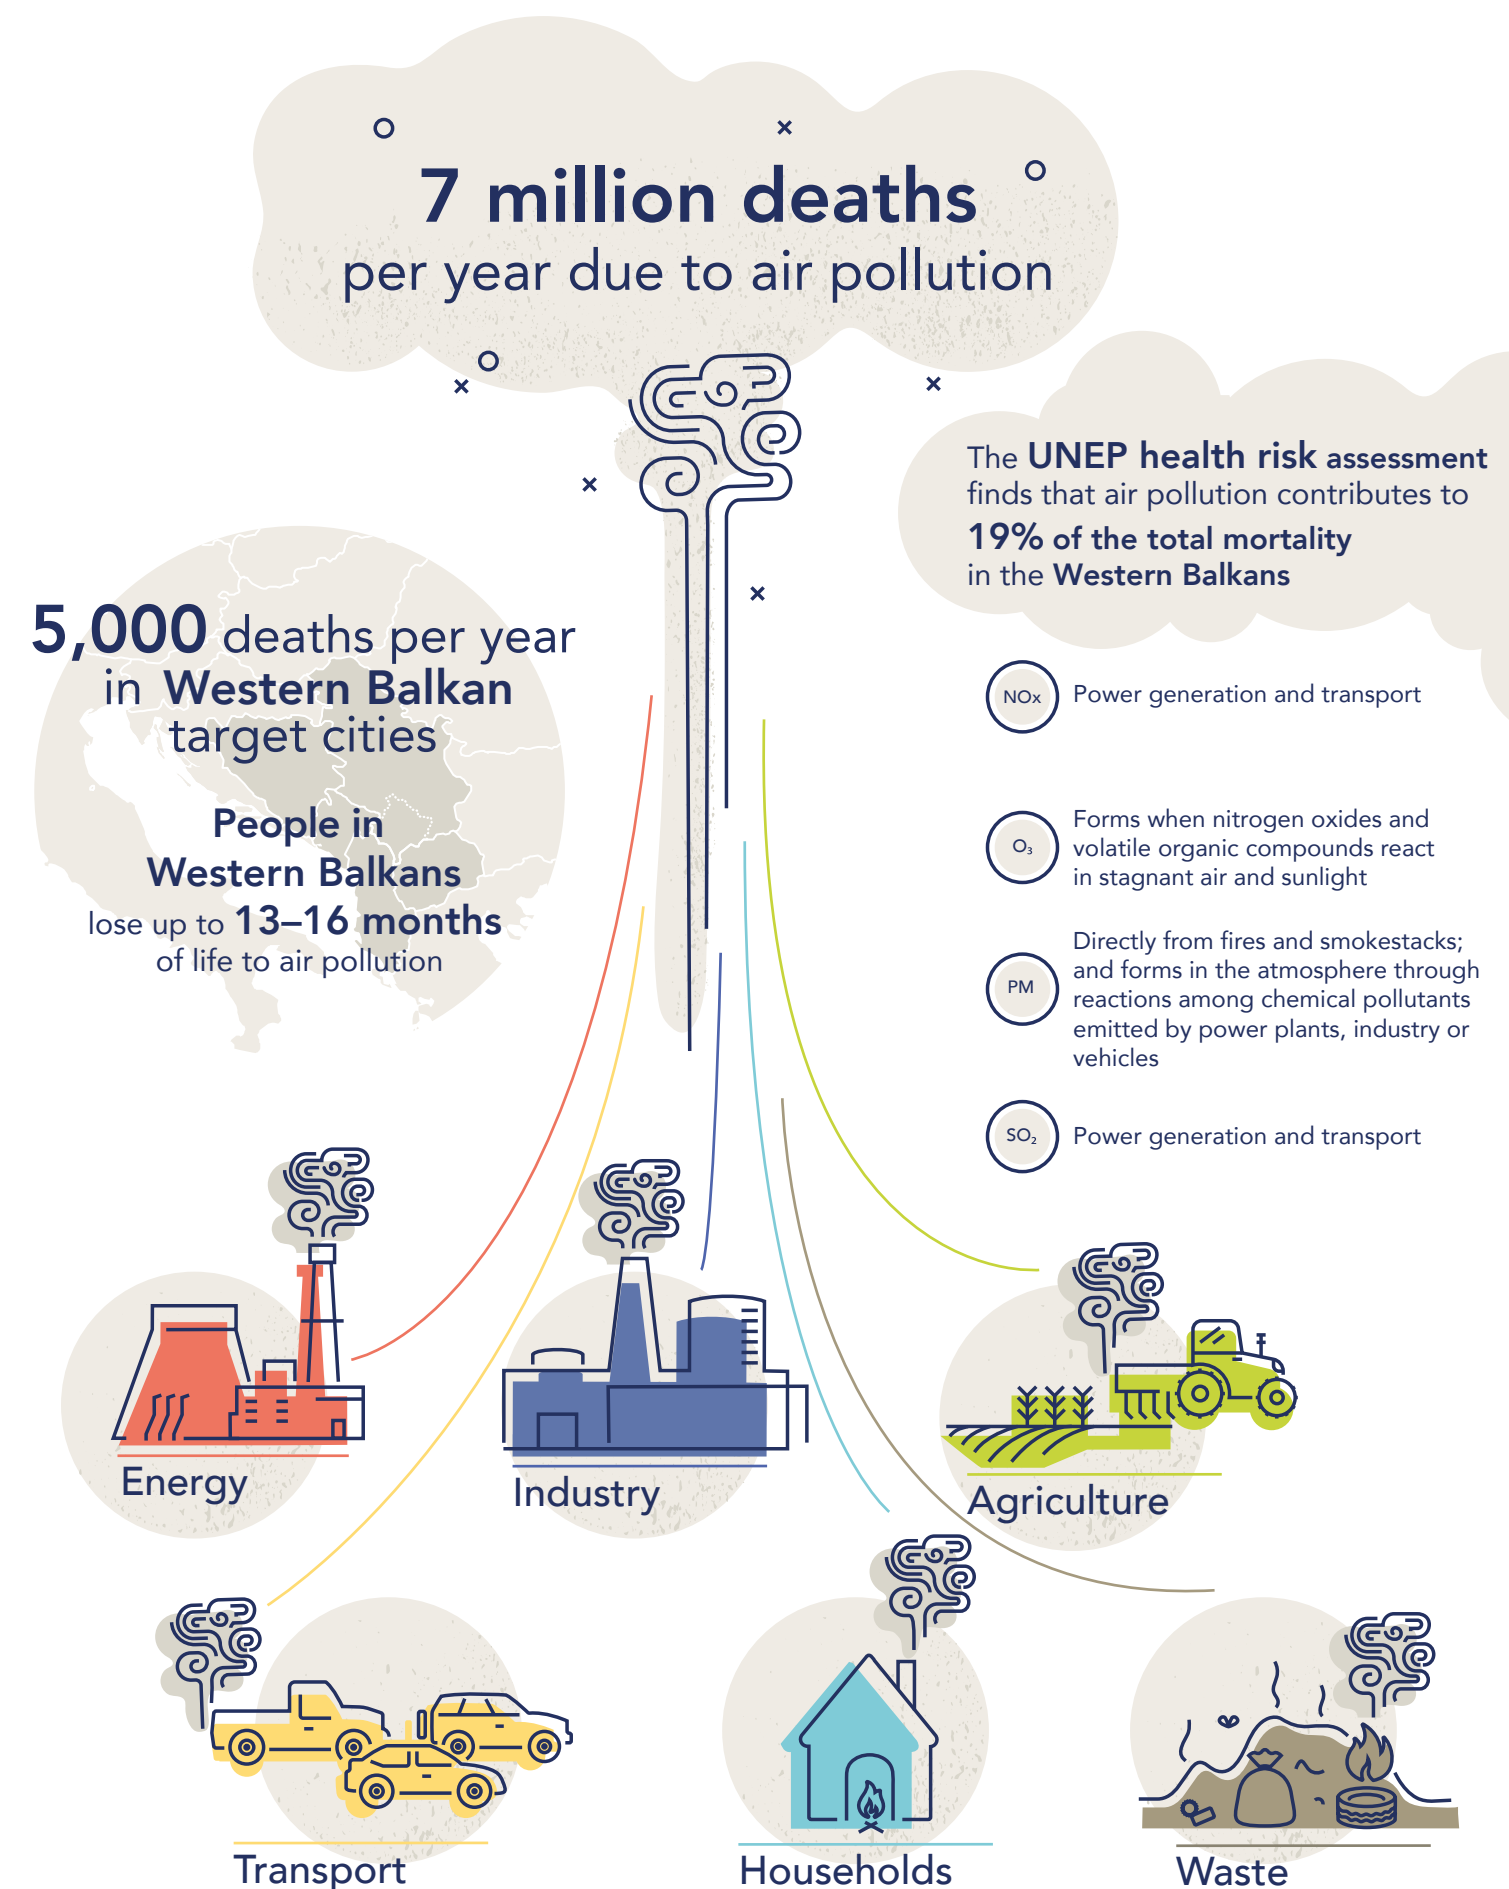 7 million deaths
per year due to air pollution
The UNEP health risk assessment
finds that air pollution contributes to
19% of the total mortality
in the Western Balkans
5,000 deaths per year
in Western Balkan
target cities
People in
Western Balkans
lose up to 13–16 months
of life to air pollution
NOx Power generation and transport
O₃ Forms when nitrogen oxides and
volatile organic compounds react
in stagnant air and sunlight
PM Directly from fires and smokestacks;
and forms in the atmosphere through
reactions among chemical pollutants
emitted by power plants, industry or
vehicles
SO₂ Power generation and transport
Energy
Industry
Agriculture
Transport
Households
Waste